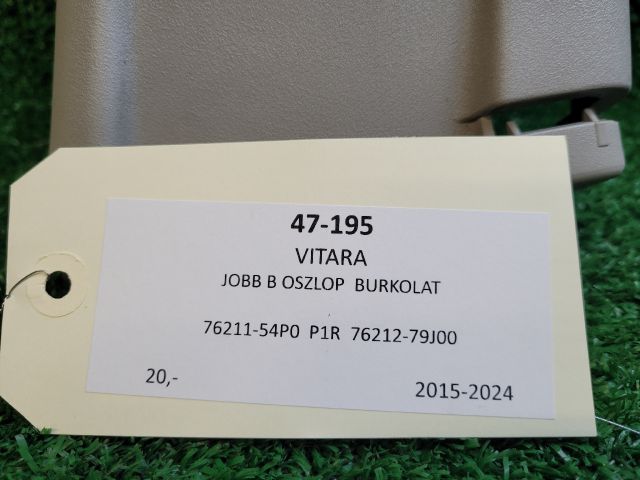 47-195
VITARA
JOBB B OSZLOP BURKOLAT
76211-54P0 P1R 76212-79J00
20,- 2015-2024